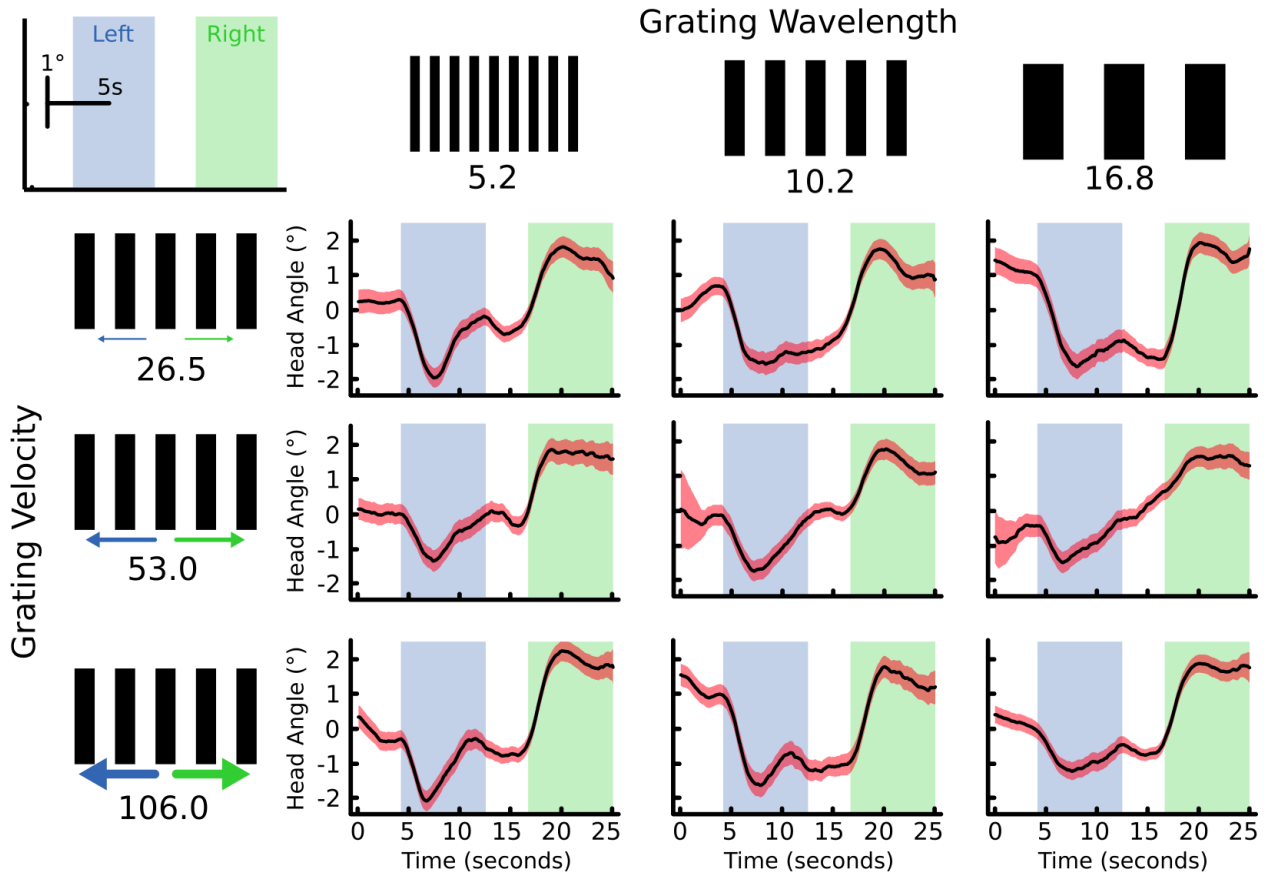 Grating Wavelength
Left Right
1°
5s
5.2 10.2 16.8
Grating Velocity
26.5
Head Angle (°)
2
1
0
-1
-2
53.0
Head Angle (°)
2
1
0
-1
-2
106.0
Head Angle (°)
2
1
0
-1
-2
0 5 10 15 20 25 0 5 10 15 20 25 0 5 10 15 20 25
Time (seconds) Time (seconds) Time (seconds)